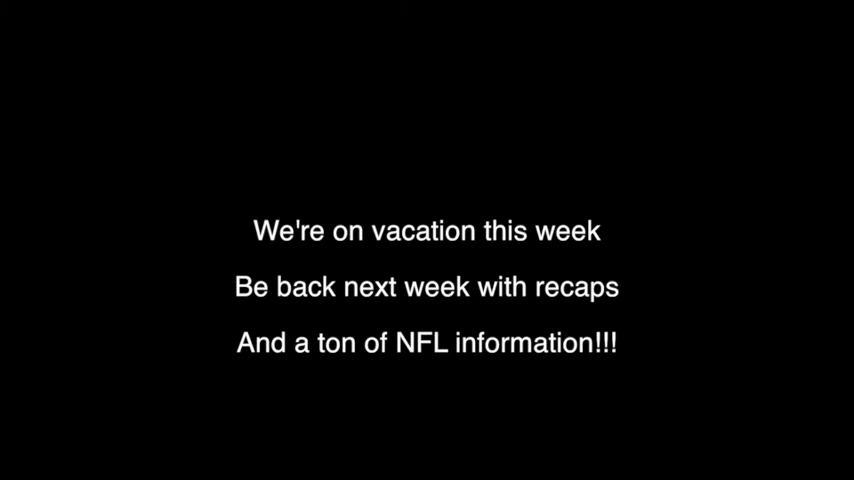 We're on vacation this week
Be back next week with recaps
And a ton of NFL information!!!